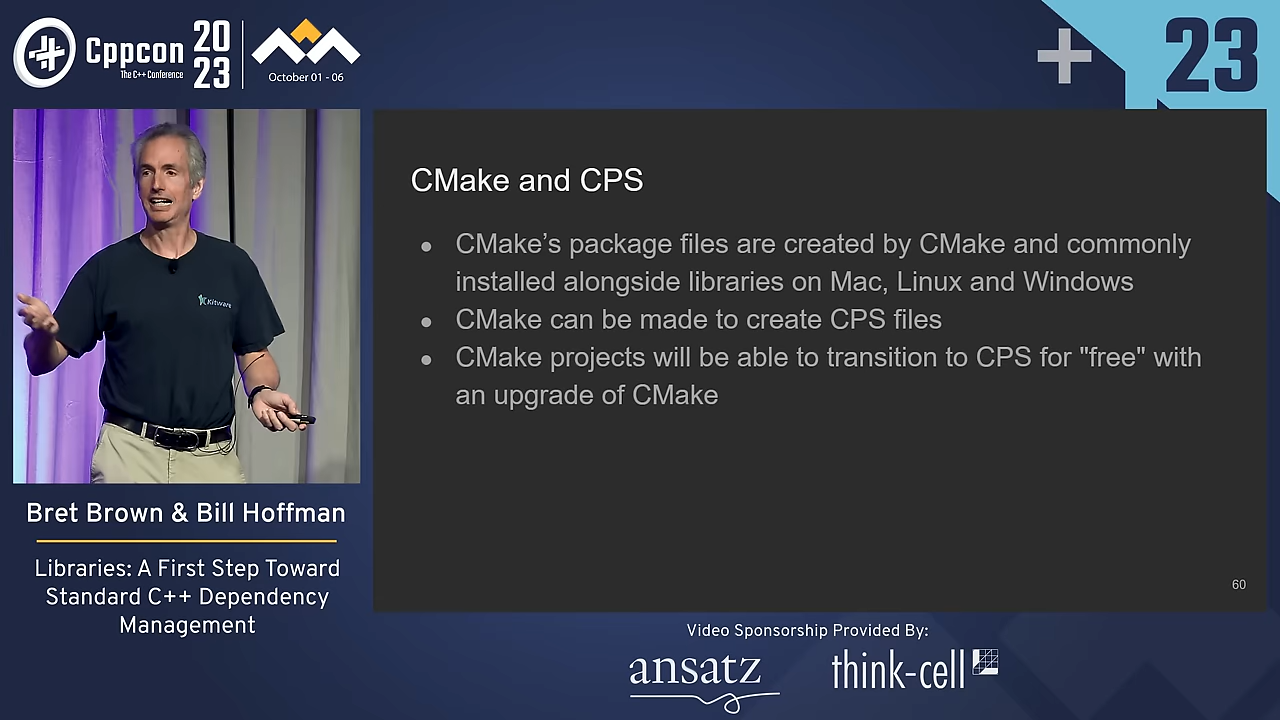 Cppcon
The C++ Conference
20
23
October 01 - 06
23
Kitware
CMake and CPS
● CMake’s package files are created by CMake and commonly
installed alongside libraries on Mac, Linux and Windows
● CMake can be made to create CPS files
● CMake projects will be able to transition to CPS for "free" with
an upgrade of CMake
60
Bret Brown & Bill Hoffman
Libraries: A First Step Toward
Standard C++ Dependency
Management
Video Sponsorship Provided By:
ansatz
think-cell